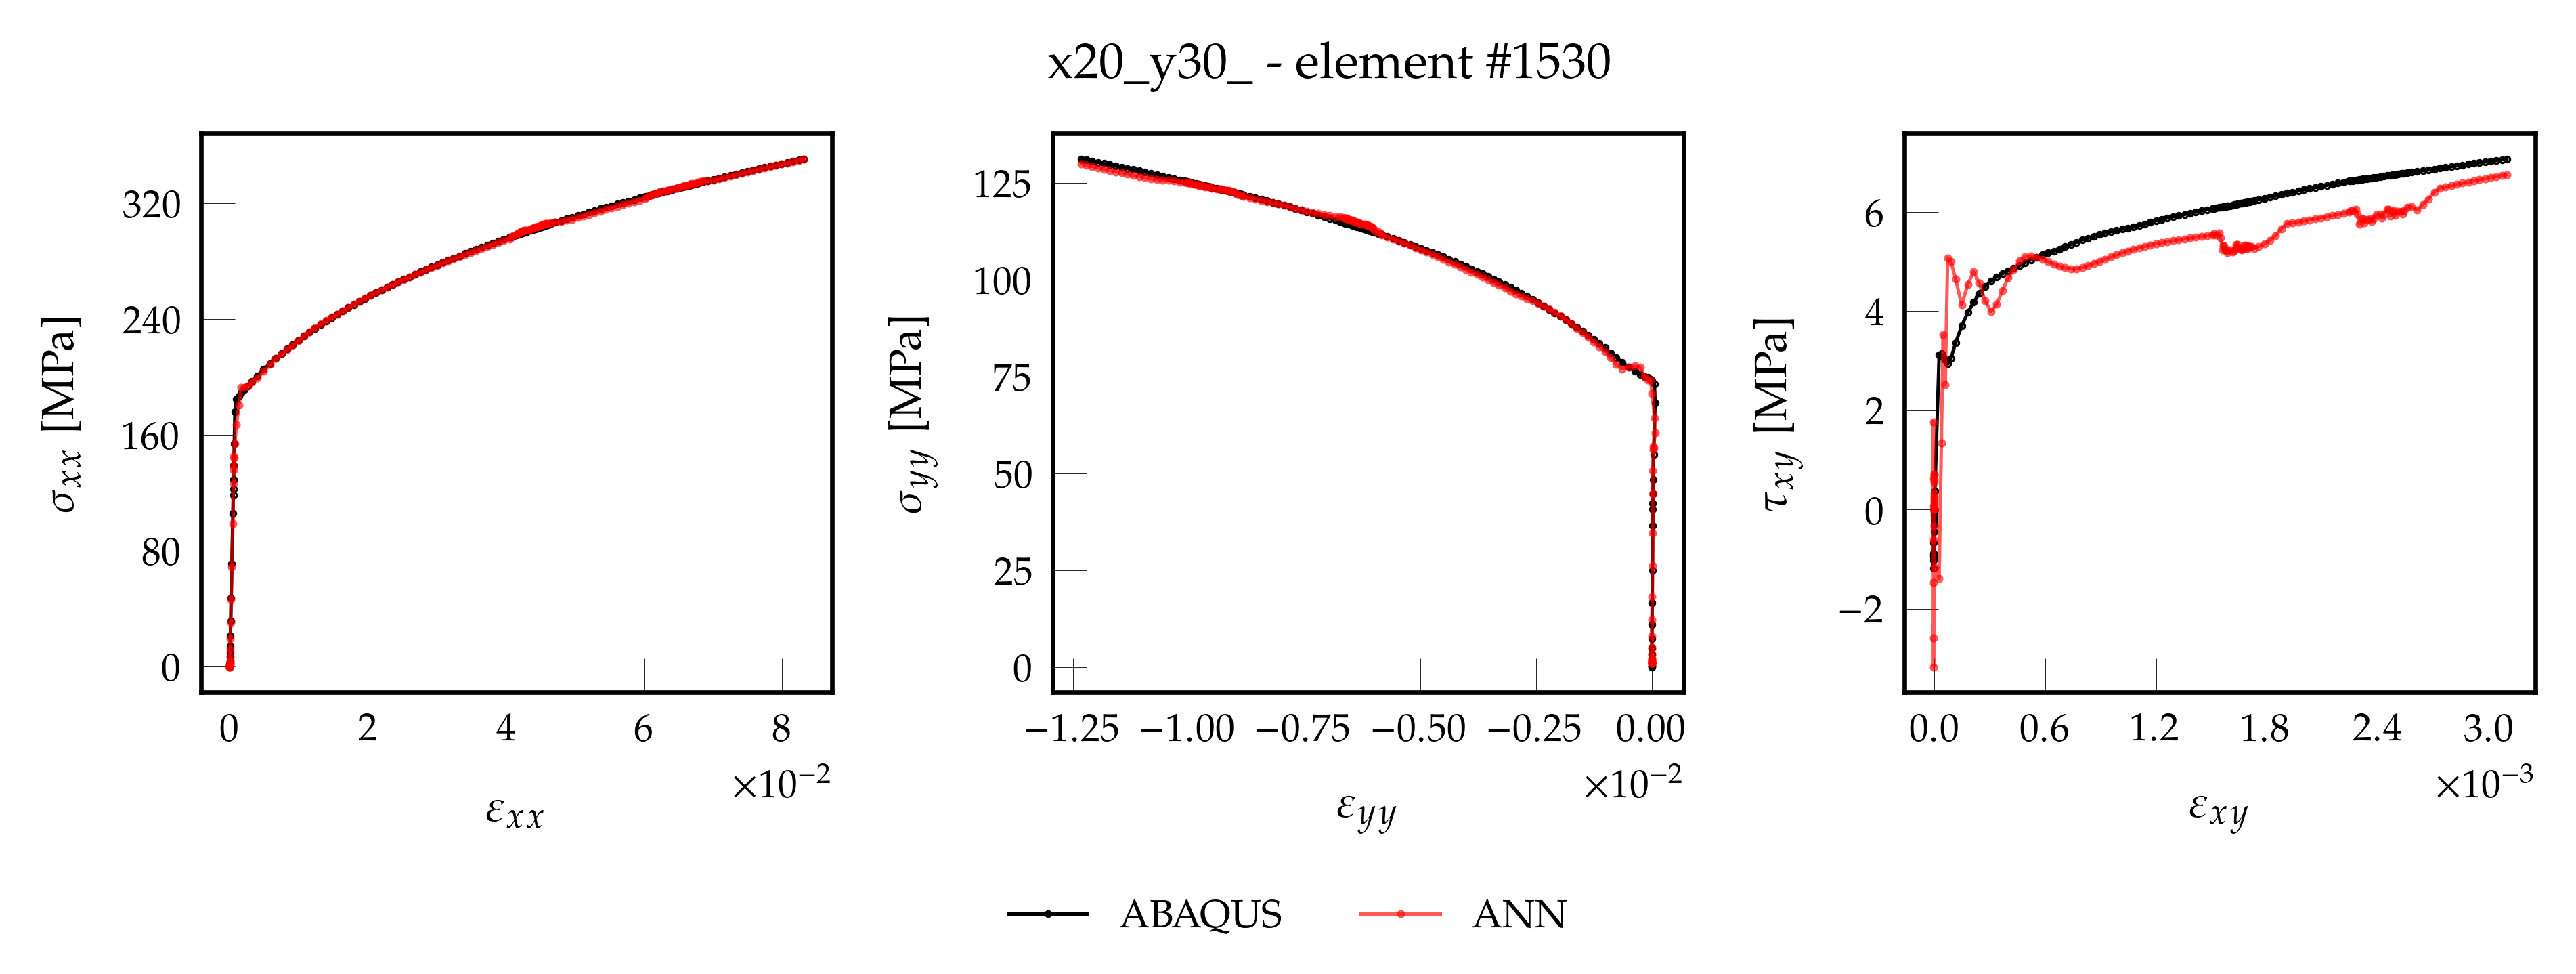 x20_y30_ - element #1530
σxx [MPa]
320
240
160
80
0
0 2 4 6 8
×10−2
εxx
σyy [MPa]
125
100
75
50
25
0
−1.25 −1.00 −0.75 −0.50 −0.25 0.00
×10−2
εyy
τxy [MPa]
6
4
2
0
−2
0.0 0.6 1.2 1.8 2.4 3.0
×10−3
εxy
ABAQUS ANN